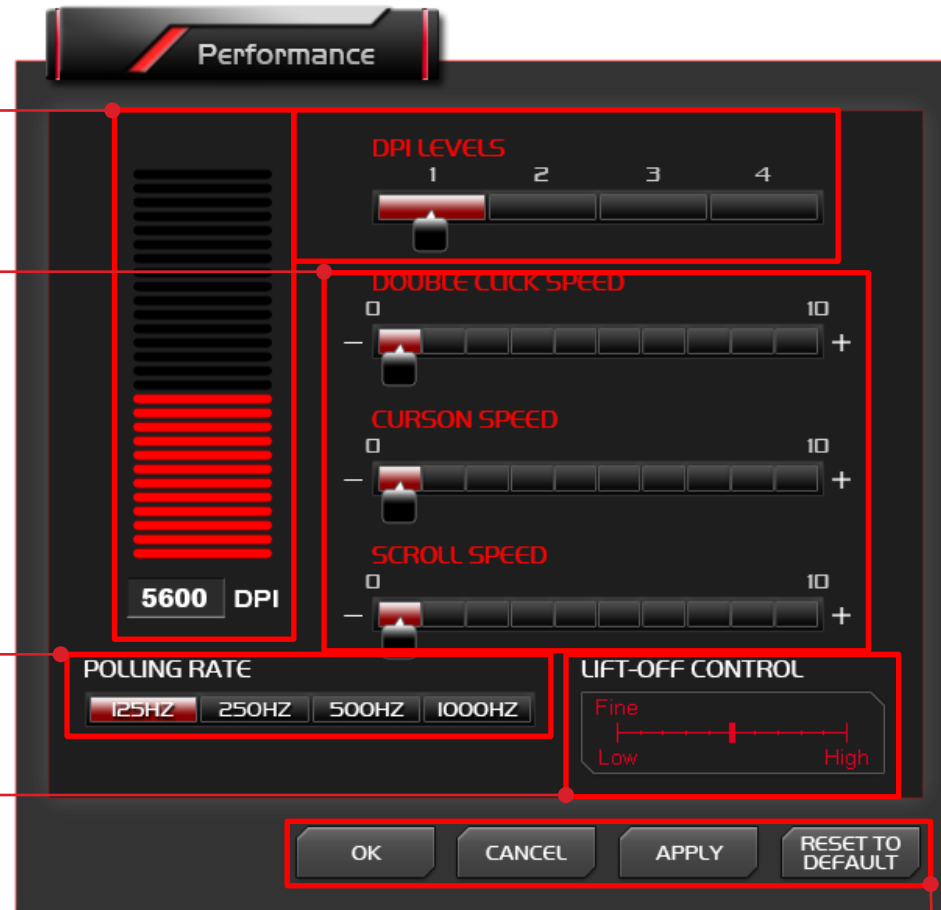 Performance
DPI LEVELS
1 2 3 4
DOUBLE CLICK SPEED
0 10
- +
CURSON SPEED
0 10
- +
SCROLL SPEED
0 10
- +
5600 DPI
POLLING RATE
125HZ 250HZ 500HZ 1000HZ
LIFT-OFF CONTROL
Fine
Low High
OK CANCEL APPLY RESET TO
DEFAULT